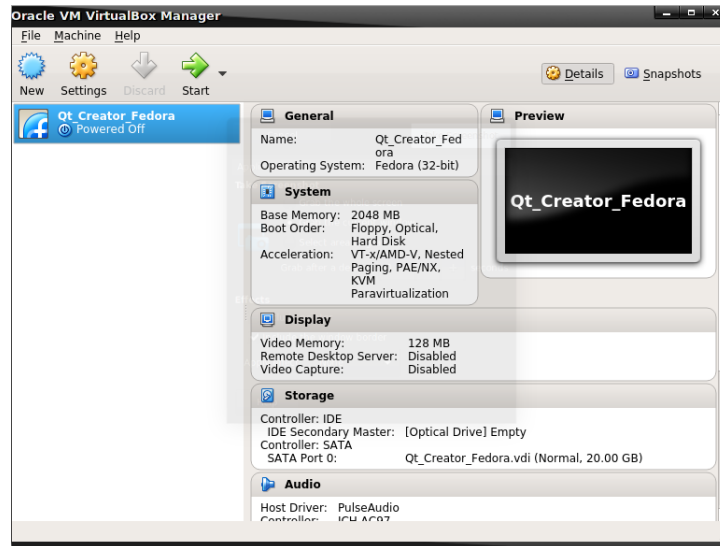 Oracle VM VirtualBox Manager
File Machine Help
New Settings Discard Start
Details Snapshots
Qt_Creator_Fedora
Powered Off
General
Name: Qt_Creator_Fed
ora
Operating System: Fedora (32-bit)
Preview
Qt_Creator_Fedora
System
Base Memory: 2048 MB
Boot Order: Floppy, Optical,
Hard Disk
Acceleration: VT-x/AMD-V, Nested
Paging, PAE/NX,
KVM
Paravirtualization
Display
Video Memory: 128 MB
Remote Desktop Server: Disabled
Video Capture: Disabled
Storage
Controller: IDE
IDE Secondary Master: [Optical Drive] Empty
Controller: SATA
SATA Port 0: Qt_Creator_Fedora.vdi (Normal, 20.00 GB)
Audio
Host Driver: PulseAudio
Controller: ICH AC97